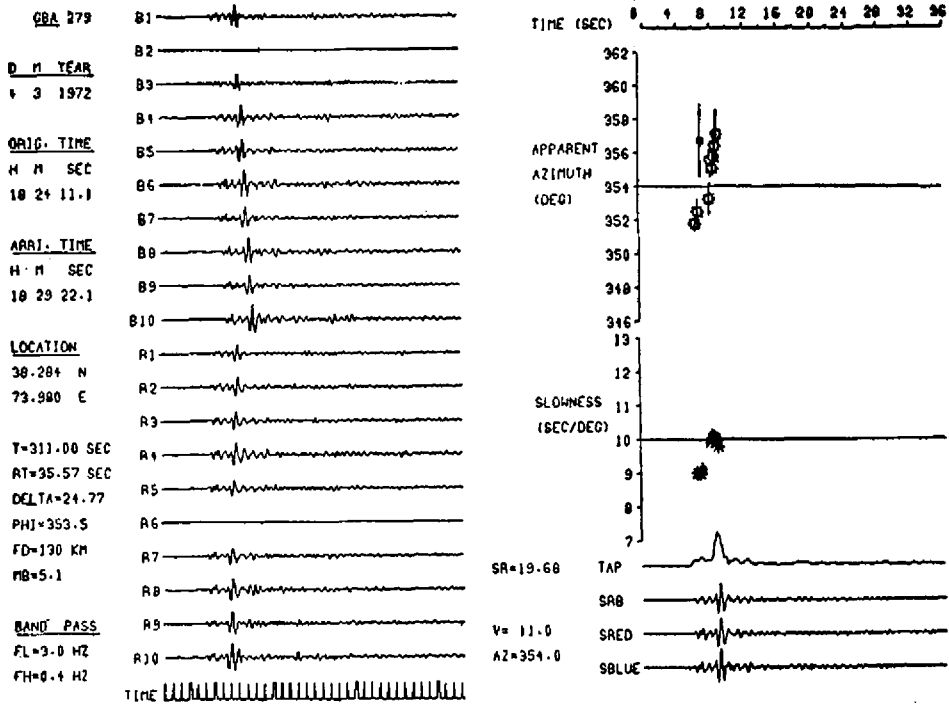 GBA 279
D M YEAR
4 3 1972
ORIG. TIME
H M SEC
18 24 11.1
ARRI. TIME
H M SEC
18 29 22.1
LOCATION
38.284 N
73.980 E
T=311.00 SEC
RT=35.57 SEC
DELTA=24.77
PHI=353.5
FD=130 KM
MB=5.1
BAND PASS
FL=3.0 HZ
FH=0.4 HZ
B1
B2
B3
B4
B5
B6
B7
B8
B9
B10
R1
R2
R3
R4
R5
R6
R7
R8
R9
R10
TIME
TIME (SEC)
0 4 8 12 16 20 24 28 32 36
362
360
358
356
354
352
350
348
346
APPARENT
AZIMUTH
(DEG)
13
12
11
10
9
8
7
SLOWNESS
(SEC/DEG)
SR=19.68 TAP
SRB
V= 11.0 SRED
AZ=354.0 SBLUE